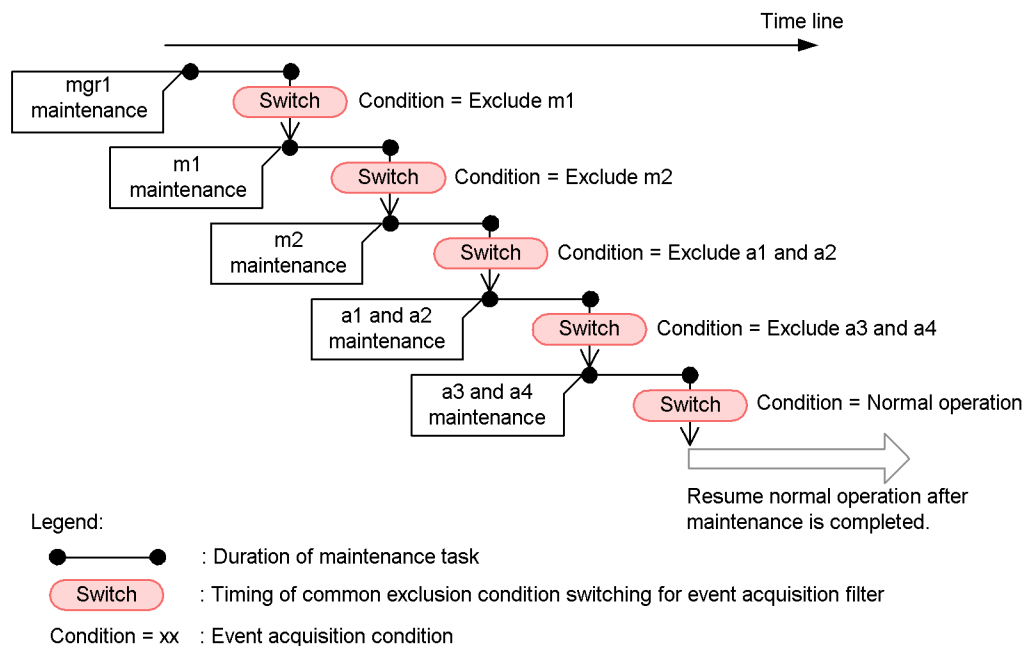 Time line
mgr1
maintenance
Switch
Condition = Exclude m1
m1
maintenance
Switch
Condition = Exclude m2
m2
maintenance
Switch
Condition = Exclude a1 and a2
a1 and a2
maintenance
Switch
Condition = Exclude a3 and a4
a3 and a4
maintenance
Switch
Condition = Normal operation
Resume normal operation after
maintenance is completed.
Legend:
: Duration of maintenance task
Switch : Timing of common exclusion condition switching for event acquisition filter
Condition = xx : Event acquisition condition